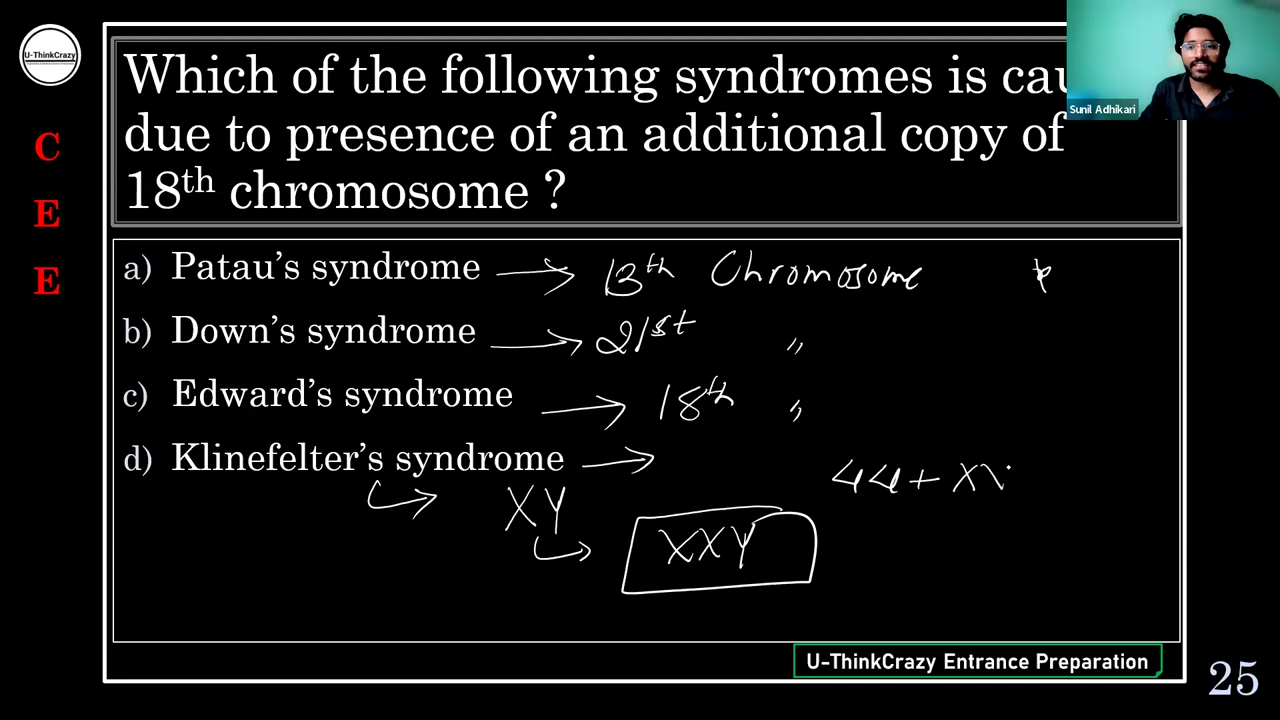 U-ThinkCrazy
Which of the following syndromes is cau
due to presence of an additional copy of
18th chromosome ?
Sunil Adhikari
C
E
E
a) Patau's syndrome → 13th Chromosome
b) Down's syndrome → 21st "
c) Edward's syndrome → 18th "
d) Klinefelter's syndrome →
44+ XX
XY
XXY
U-ThinkCrazy Entrance Preparation
25